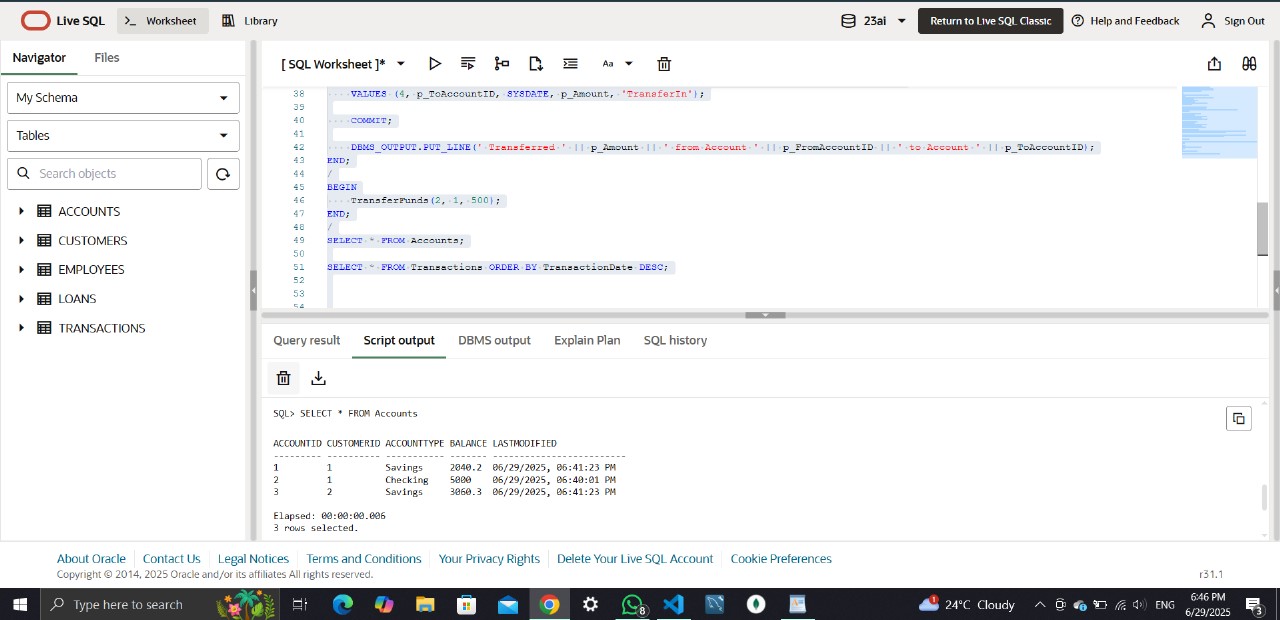 Live SQL
>_ Worksheet
Library
23ai
Return to Live SQL Classic
Help and Feedback
Sign Out
Navigator
Files
My Schema
Tables
Search objects
ACCOUNTS
CUSTOMERS
EMPLOYEES
LOANS
TRANSACTIONS
[ SQL Worksheet ]*
Aa
38 VALUES (4, p_ToAccountID, SYSDATE, p_Amount, 'TransferIn');
39
40 COMMIT;
41
42 DBMS_OUTPUT.PUT_LINE('Transferred ' || p_Amount || ' from Account ' || p_FromAccountID || ' to Account ' || p_ToAccountID);
43 END;
44 /
45 BEGIN
46 TransferFunds(2, 1, 500);
47 END;
48 /
49 SELECT * FROM Accounts;
50
51 SELECT * FROM Transactions ORDER BY TransactionDate DESC;
52
53
54
Query result
Script output
DBMS output
Explain Plan
SQL history
SQL> SELECT * FROM Accounts
ACCOUNTID CUSTOMERID ACCOUNTTYPE BALANCE LASTMODIFIED
--------- ---------- ----------- ------- ------------------------
1 1 Savings 2040.2 06/29/2025, 06:41:23 PM
2 1 Checking 5000 06/29/2025, 06:40:01 PM
3 2 Savings 3060.3 06/29/2025, 06:41:23 PM
Elapsed: 00:00:00.006
3 rows selected.
About Oracle
Contact Us
Legal Notices
Terms and Conditions
Your Privacy Rights
Delete Your Live SQL Account
Cookie Preferences
Copyright © 2014, 2025 Oracle and/or its affiliates All rights reserved.
r31.1
Type here to search
8
1
24°C Cloudy
ENG
6:46 PM
6/29/2025
3